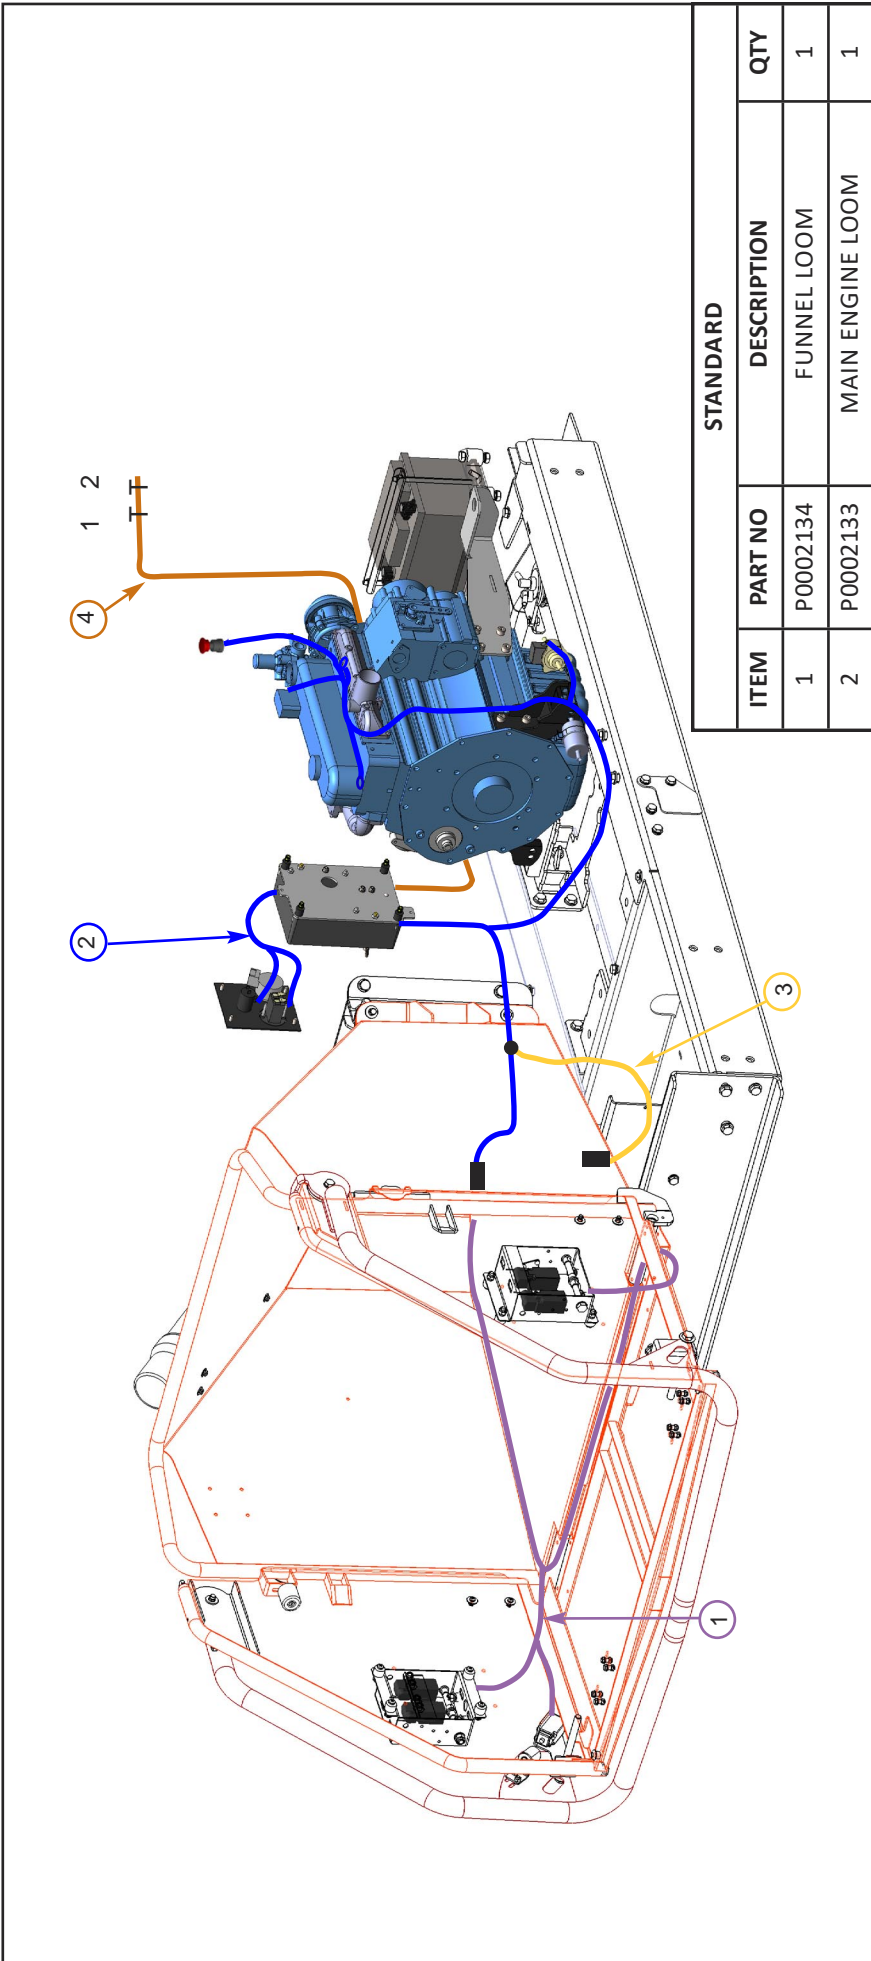 1 2
4
2
3
1
STANDARD
ITEM PART NO DESCRIPTION QTY
1 P0002134 FUNNEL LOOM 1
2 P0002133 MAIN ENGINE LOOM 1